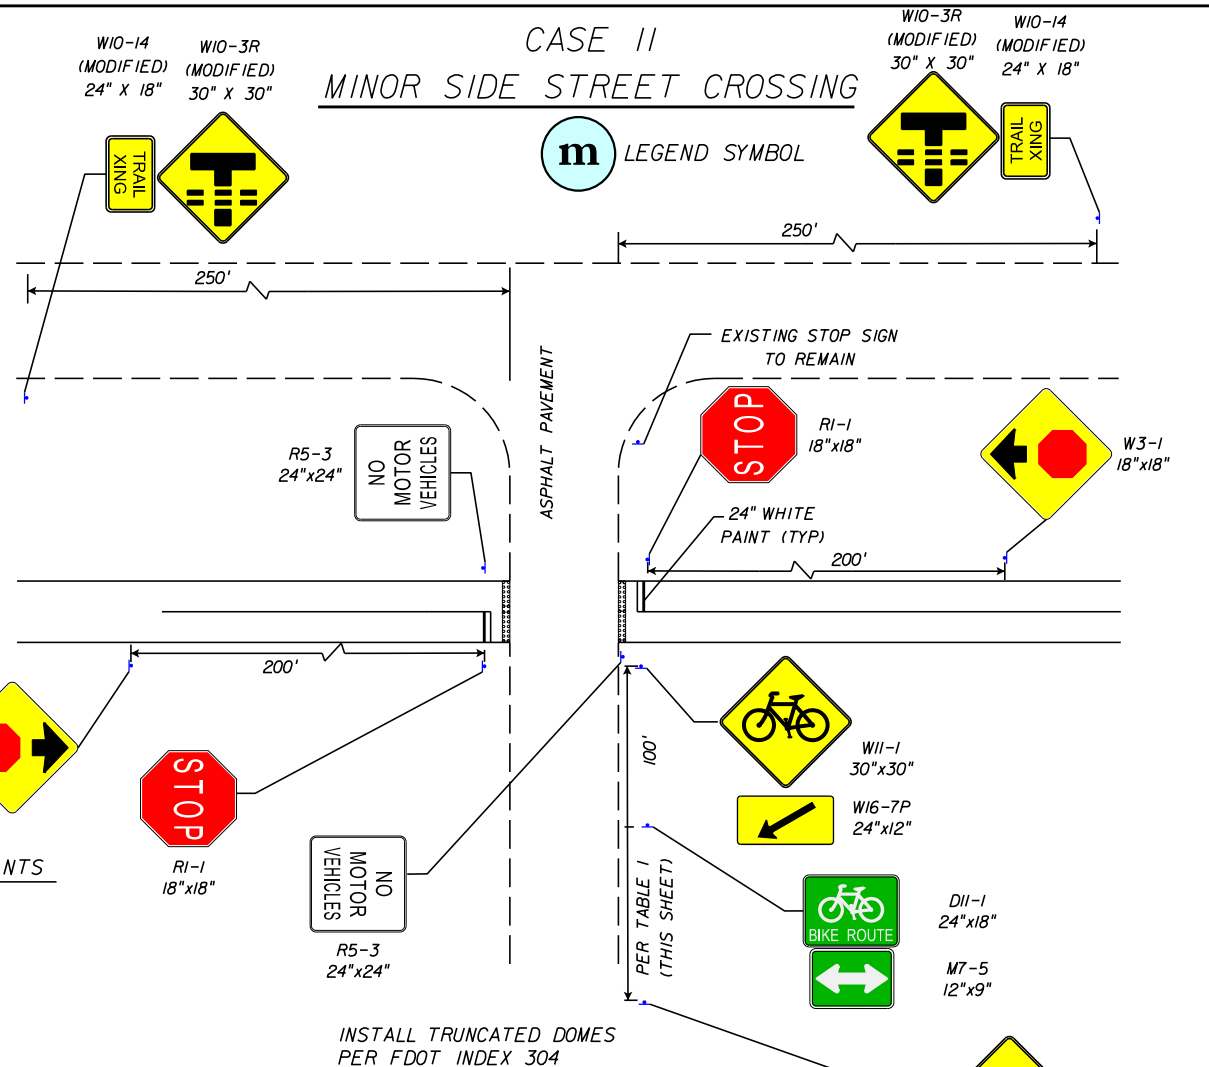 CASE II
MINOR SIDE STREET CROSSING
m LEGEND SYMBOL
W10-14
(MODIFIED)
24" X 18"
W10-3R
(MODIFIED)
30" X 30"
TRAIL
XING
W10-3R
(MODIFIED)
30" X 30"
W10-14
(MODIFIED)
24" X 18"
TRAIL
XING
250'
250'
EXISTING STOP SIGN
TO REMAIN
ASPHALT PAVEMENT
R5-3
24"x24"
NO
MOTOR
VEHICLES
STOP
R1-1
18"x18"
W3-1
18"x18"
24" WHITE
PAINT (TYP)
200'
200'
STOP
R1-1
18"x18"
NTS
NO
MOTOR
VEHICLES
R5-3
24"x24"
100'
W11-1
30"x30"
W16-7P
24"x12"
PER TABLE 1
(THIS SHEET)
BIKE ROUTE
D11-1
24"x18"
M7-5
12"x9"
INSTALL TRUNCATED DOMES
PER FDOT INDEX 304